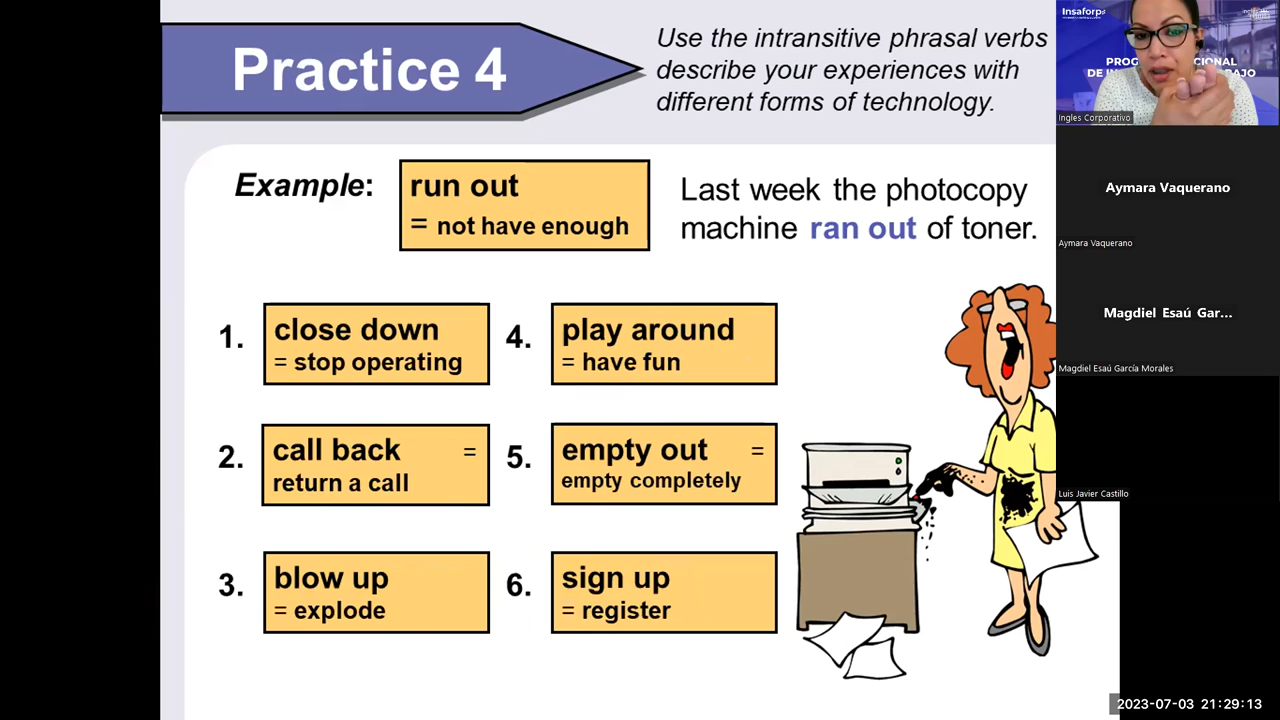 Practice 4
Use the intransitive phrasal verbs
describe your experiences with
different forms of technology.
Example:
run out
= not have enough
Last week the photocopy
machine ran out of toner.
1.
close down
= stop operating
4.
play around
= have fun
2.
call back =
return a call
5.
empty out =
empty completely
3.
blow up
= explode
6.
sign up
= register
Insaforp
Ingles Corporativo
Aymara Vaquerano
Aymara Vaquerano
Magdiel Esaú Gar...
Magdiel Esaú García Morales
Luis Javier Castillo
2023-07-03 21:29:13